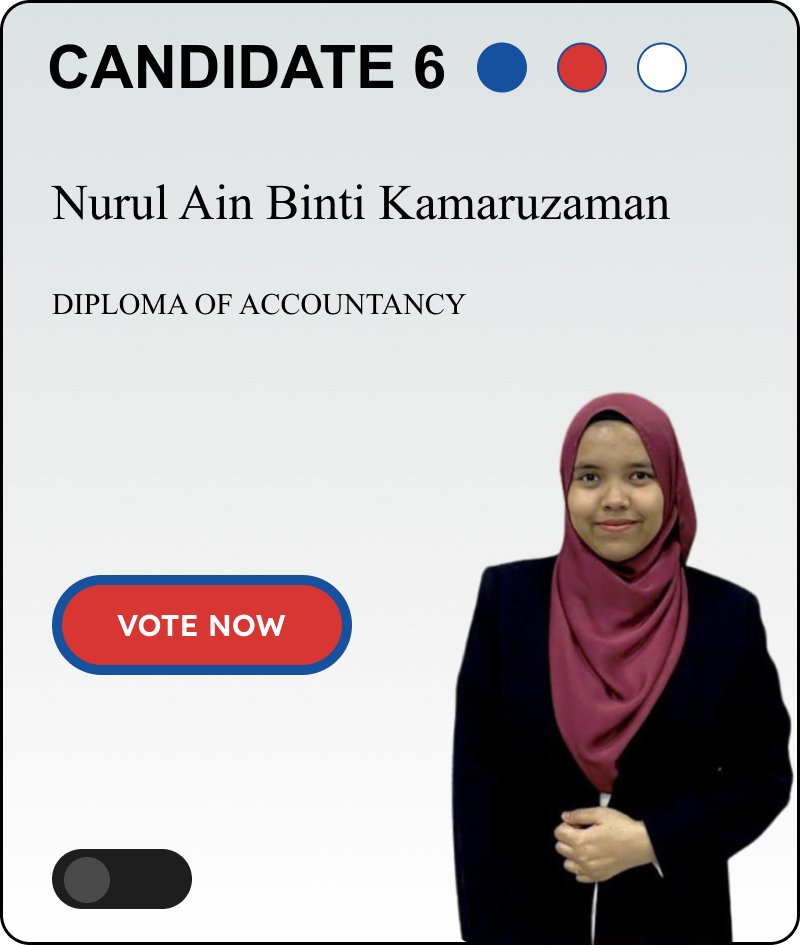 CANDIDATE 6
Nurul Ain Binti Kamaruzaman
DIPLOMA OF ACCOUNTANCY
VOTE NOW